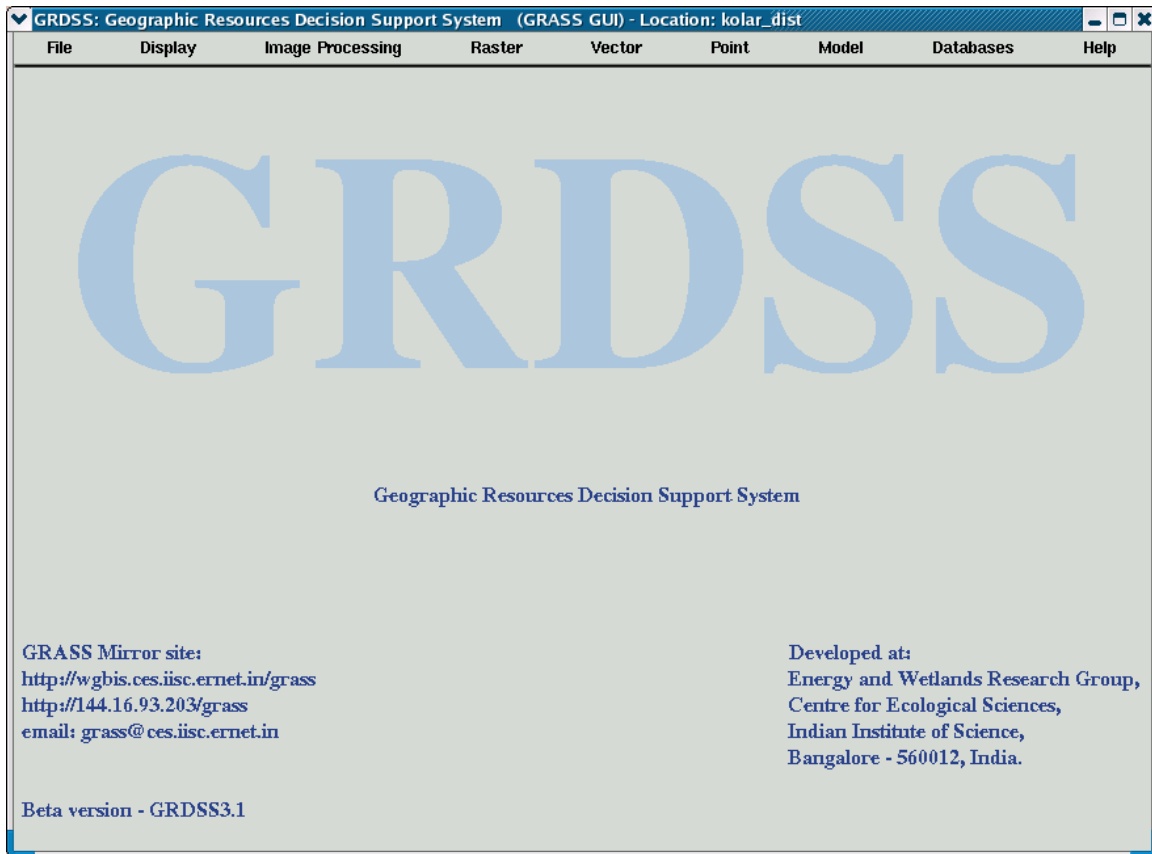 GRDSS: Geographic Resources Decision Support System (GRASS GUI) - Location: kolar_dist
File Display Image Processing Raster Vector Point Model Databases Help
GRDSS
Geographic Resources Decision Support System
GRASS Mirror site:
http://wgbis.ces.iisc.ernet.in/grass
http://144.16.93.203/grass
email: grass@ces.iisc.ernet.in
Developed at:
Energy and Wetlands Research Group,
Centre for Ecological Sciences,
Indian Institute of Science,
Bangalore - 560012, India.
Beta version - GRDSS3.1